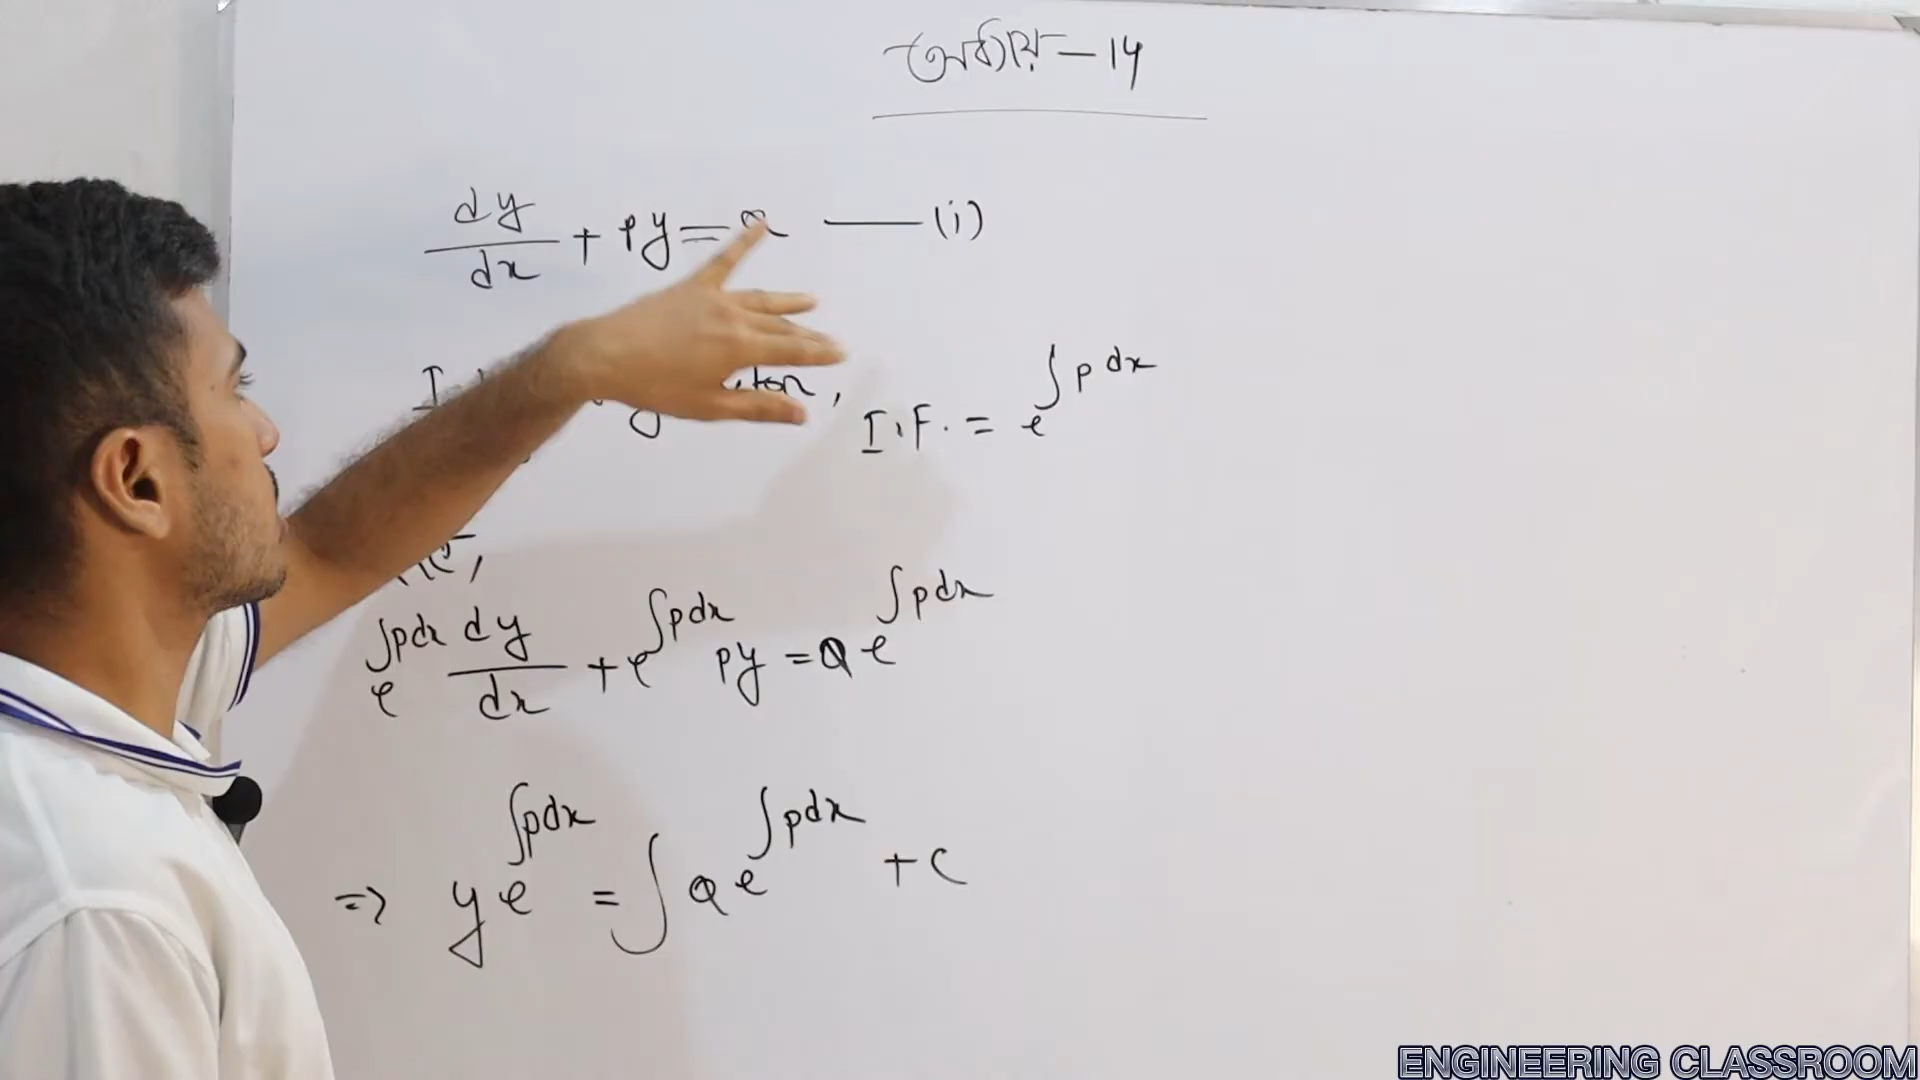 অধ্যায় — 14
dy/dx + Py = Q —— (i)
I.F. = e^∫P dx
e^∫Pdx dy/dx + e^∫Pdx Py = Q e^∫Pdx
⇒ y e^∫Pdx = ∫ Q e^∫Pdx + C
ENGINEERING CLASSROOM